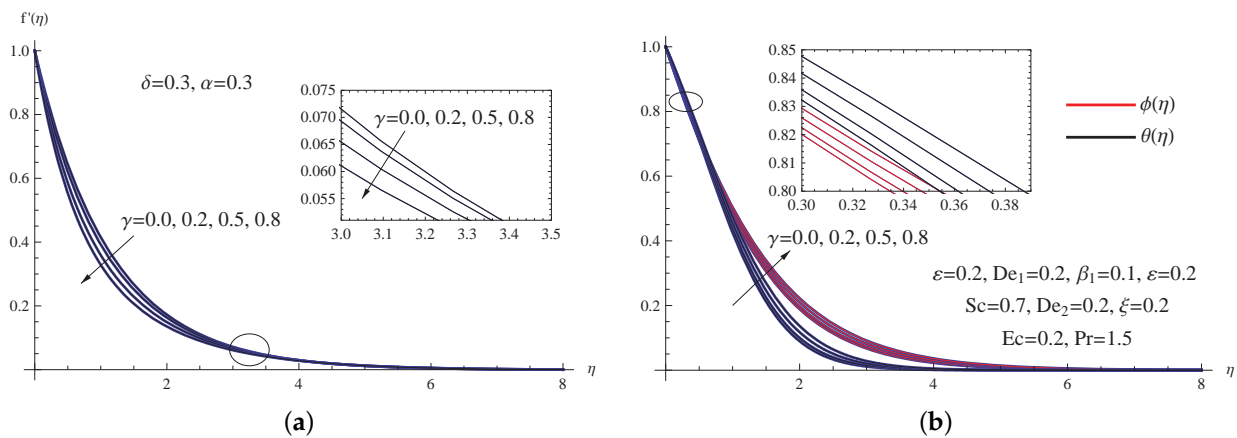 f'(η)
1.0
0.8
0.6
0.4
0.2
2
4
6
8
η
δ=0.3, α=0.3
γ=0.0, 0.2, 0.5, 0.8
0.075
0.070
0.065
0.060
0.055
3.0 3.1 3.2 3.3 3.4 3.5
γ=0.0, 0.2, 0.5, 0.8
(a)
1.0
0.8
0.6
0.4
0.2
2
4
6
8
η
0.85
0.84
0.83
0.82
0.81
0.80
0.30 0.32 0.34 0.36 0.38
ϕ(η)
θ(η)
γ=0.0, 0.2, 0.5, 0.8
ε=0.2, De₁=0.2, β₁=0.1, ε=0.2
Sc=0.7, De₂=0.2, ξ=0.2
Ec=0.2, Pr=1.5
(b)